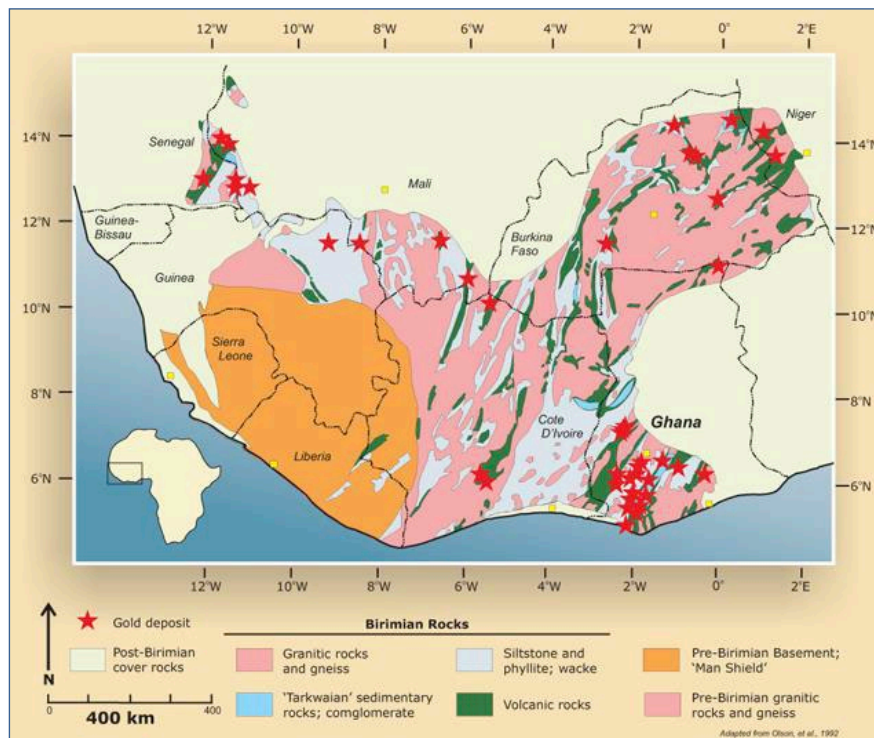 12°W
10°W
8°W
6°W
4°W
2°W
0°
2°E
14°N
12°N
10°N
8°N
6°N
14°N
12°N
10°N
8°N
6°N
Senegal
Niger
Mali
Guinea-
Bissau
Burkina
Faso
Guinea
Sierra
Leone
Ghana
Cote
D'Ivoire
Liberia
12°W
10°W
8°W
6°W
4°W
2°W
0°
2°E
Gold deposit
Birimian Rocks
Post-Birimian
cover rocks
Granitic rocks
and gneiss
Siltstone and
phyllite; wacke
Pre-Birimian Basement;
'Man Shield'
'Tarkwaian' sedimentary
rocks; comglomerate
Volcanic rocks
Pre-Birimian granitic
rocks and gneiss
N
400
0
400
400 km
Adapted from Olson, et al., 1992